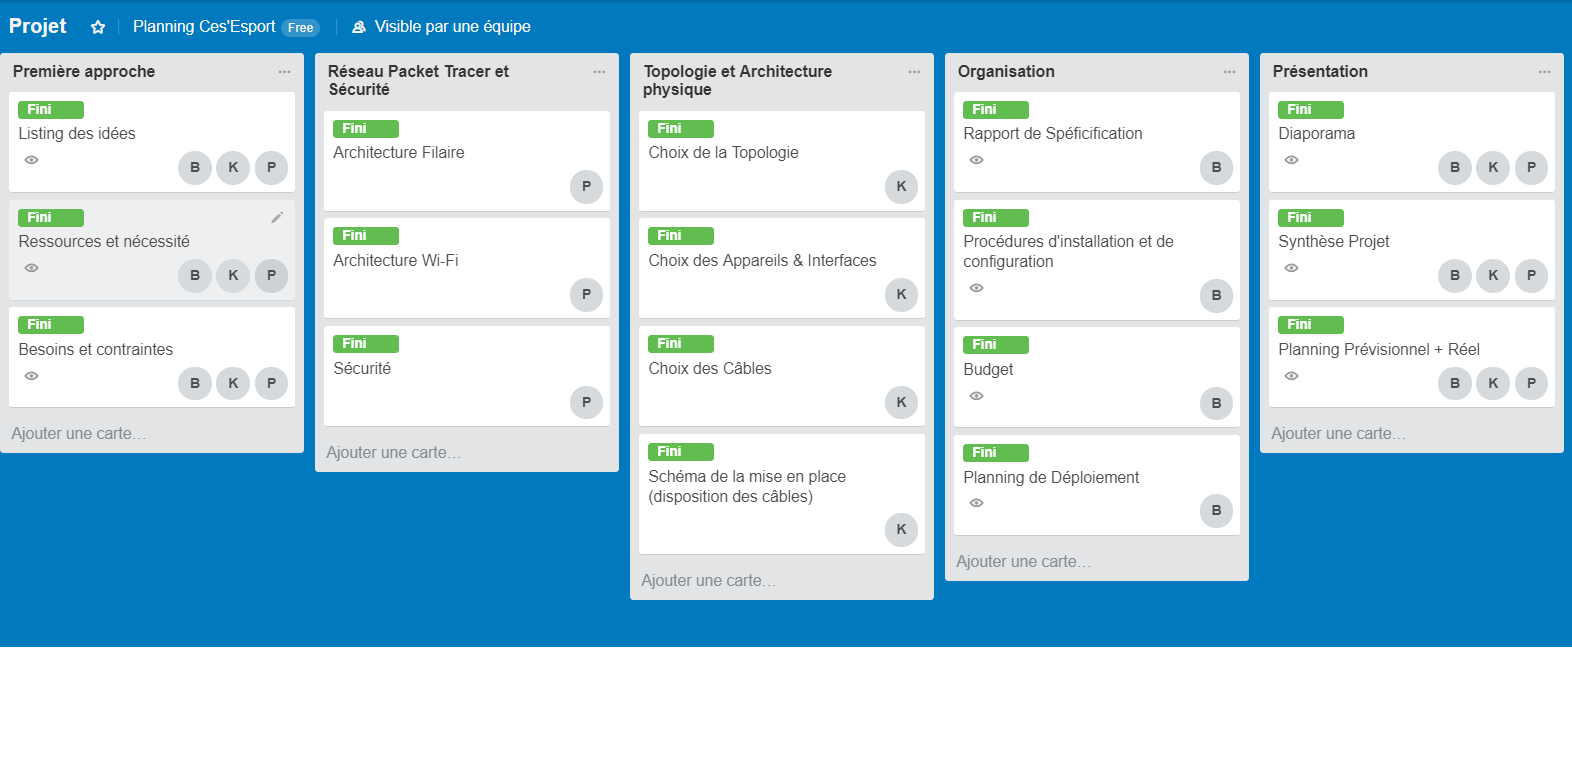 Projet
Planning Ces'Esport Free
Visible par une équipe
Première approche
Fini
Listing des idées
B K P
Fini
Ressources et nécessité
B K P
Fini
Besoins et contraintes
B K P
Ajouter une carte…
Réseau Packet Tracer et
Sécurité
Fini
Architecture Filaire
P
Fini
Architecture Wi-Fi
P
Fini
Sécurité
P
Ajouter une carte…
Topologie et Architecture
physique
Fini
Choix de la Topologie
K
Fini
Choix des Appareils & Interfaces
K
Fini
Choix des Câbles
K
Fini
Schéma de la mise en place
(disposition des câbles)
K
Ajouter une carte…
Organisation
Fini
Rapport de Spéficification
B
Fini
Procédures d'installation et de
configuration
B
Fini
Budget
B
Fini
Planning de Déploiement
B
Ajouter une carte…
Présentation
Fini
Diaporama
B K P
Fini
Synthèse Projet
B K P
Fini
Planning Prévisionnel + Réel
B K P
Ajouter une carte…